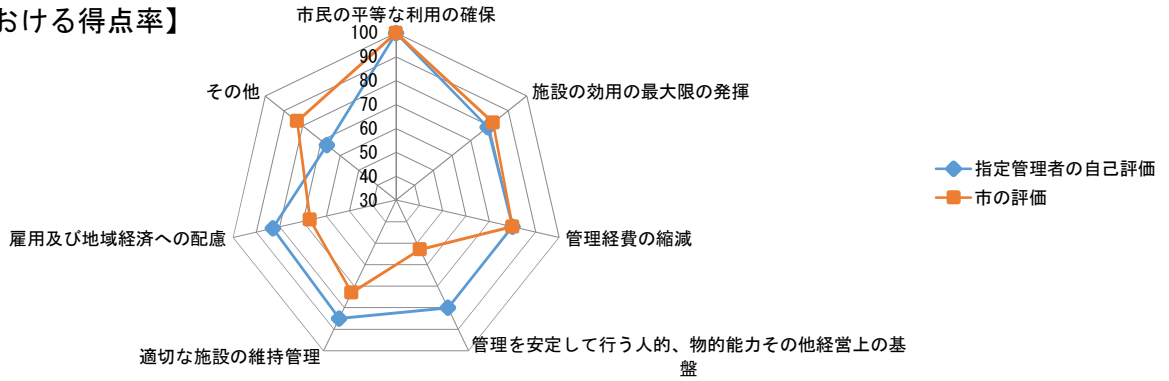 おける得点率】
市民の平等な利用の確保
100
90
80
70
60
50
40
30
施設の効用の最大限の発揮
管理経費の縮減
管理を安定して行う人的、物的能力その他経営上の基
盤
適切な施設の維持管理
雇用及び地域経済への配慮
その他
指定管理者の自己評価
市の評価